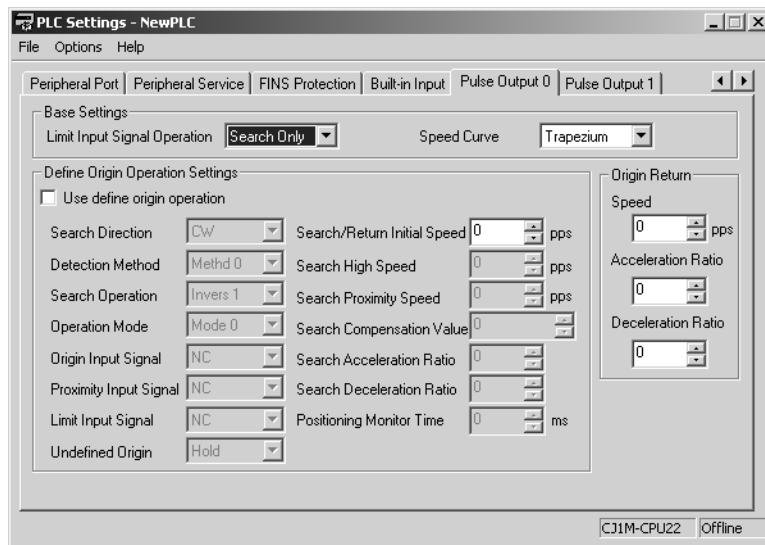 PLC Settings - NewPLC
File Options Help
Peripheral Port Peripheral Service FINS Protection Built-in Input Pulse Output 0 Pulse Output 1
Base Settings
Limit Input Signal Operation Search Only Speed Curve Trapezium
Define Origin Operation Settings
Use define origin operation
Search Direction CW Search/Return Initial Speed 0 pps
Detection Method Methd 0 Search High Speed 0 pps
Search Operation Invers 1 Search Proximity Speed 0 pps
Operation Mode Mode 0 Search Compensation Value 0
Origin Input Signal NC Search Acceleration Ratio 0
Proximity Input Signal NC Search Deceleration Ratio 0
Limit Input Signal NC Positioning Monitor Time 0 ms
Undefined Origin Hold
Origin Return
Speed
0 pps
Acceleration Ratio
0
Deceleration Ratio
0
CJ1M-CPU22 Offline